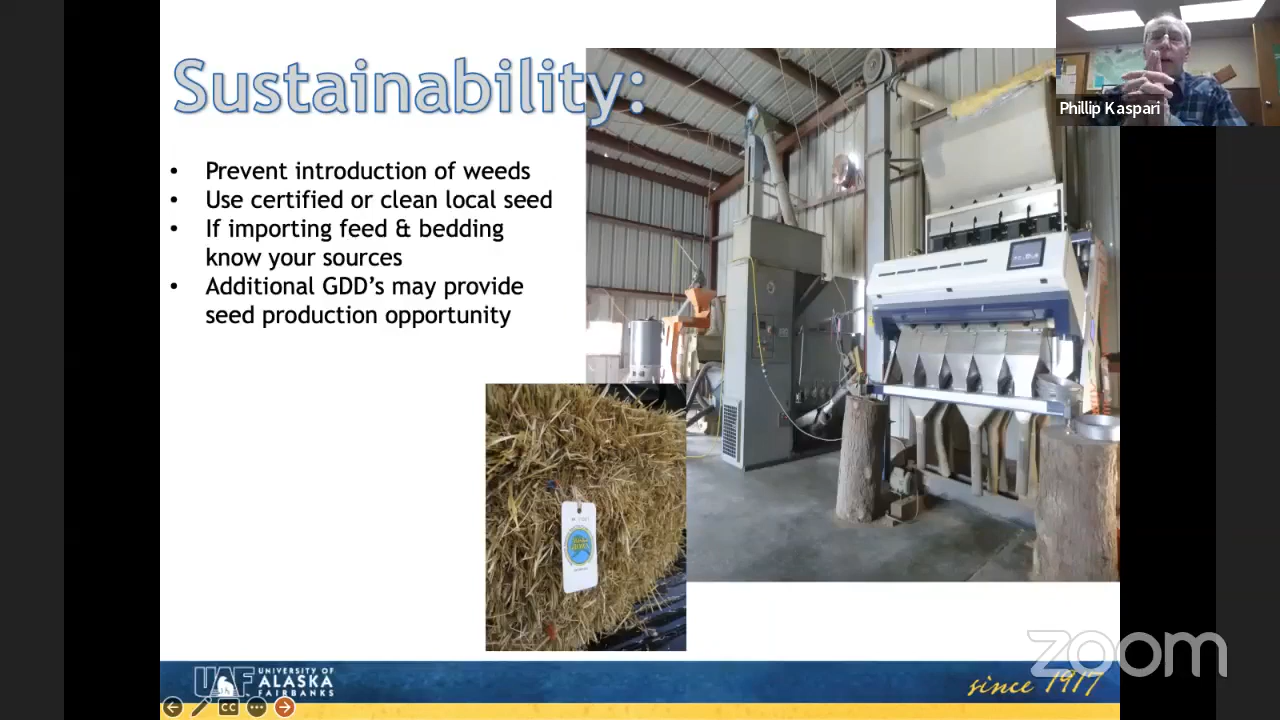 Sustainability:
Phillip Kaspari
• Prevent introduction of weeds
• Use certified or clean local seed
• If importing feed & bedding
know your sources
• Additional GDD's may provide
seed production opportunity
UAF
UNIVERSITY OF
ALASKA
FAIRBANKS
since 1917
zoom
CC